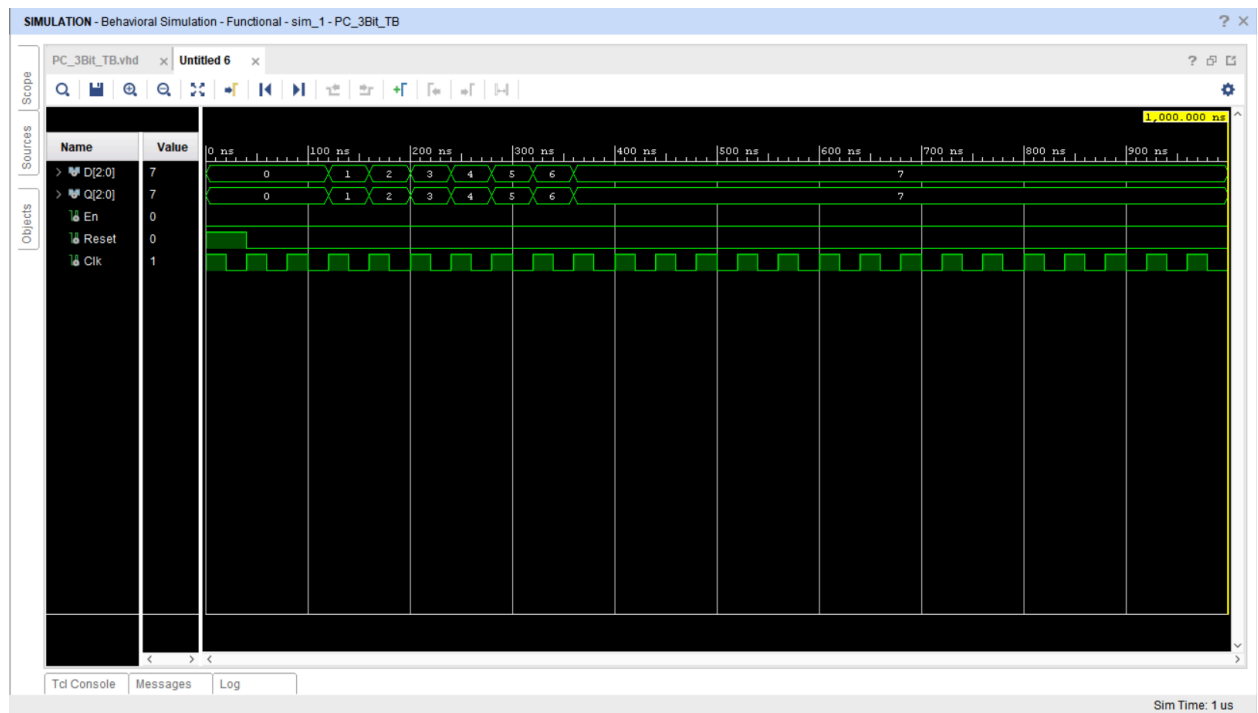 SIMULATION - Behavioral Simulation - Functional - sim_1 - PC_3Bit_TB ? ×
Scope
Sources
Objects
PC_3Bit_TB.vhd × Untitled 6 × ?
1,000.000 ns
Name Value 0 ns 100 ns 200 ns 300 ns 400 ns 500 ns 600 ns 700 ns 800 ns 900 ns
> D[2:0] 7 0 1 2 3 4 5 6 7
> Q[2:0] 7 0 1 2 3 4 5 6 7
En 0
Reset 0
Clk 1
Tcl Console Messages Log
Sim Time: 1 us